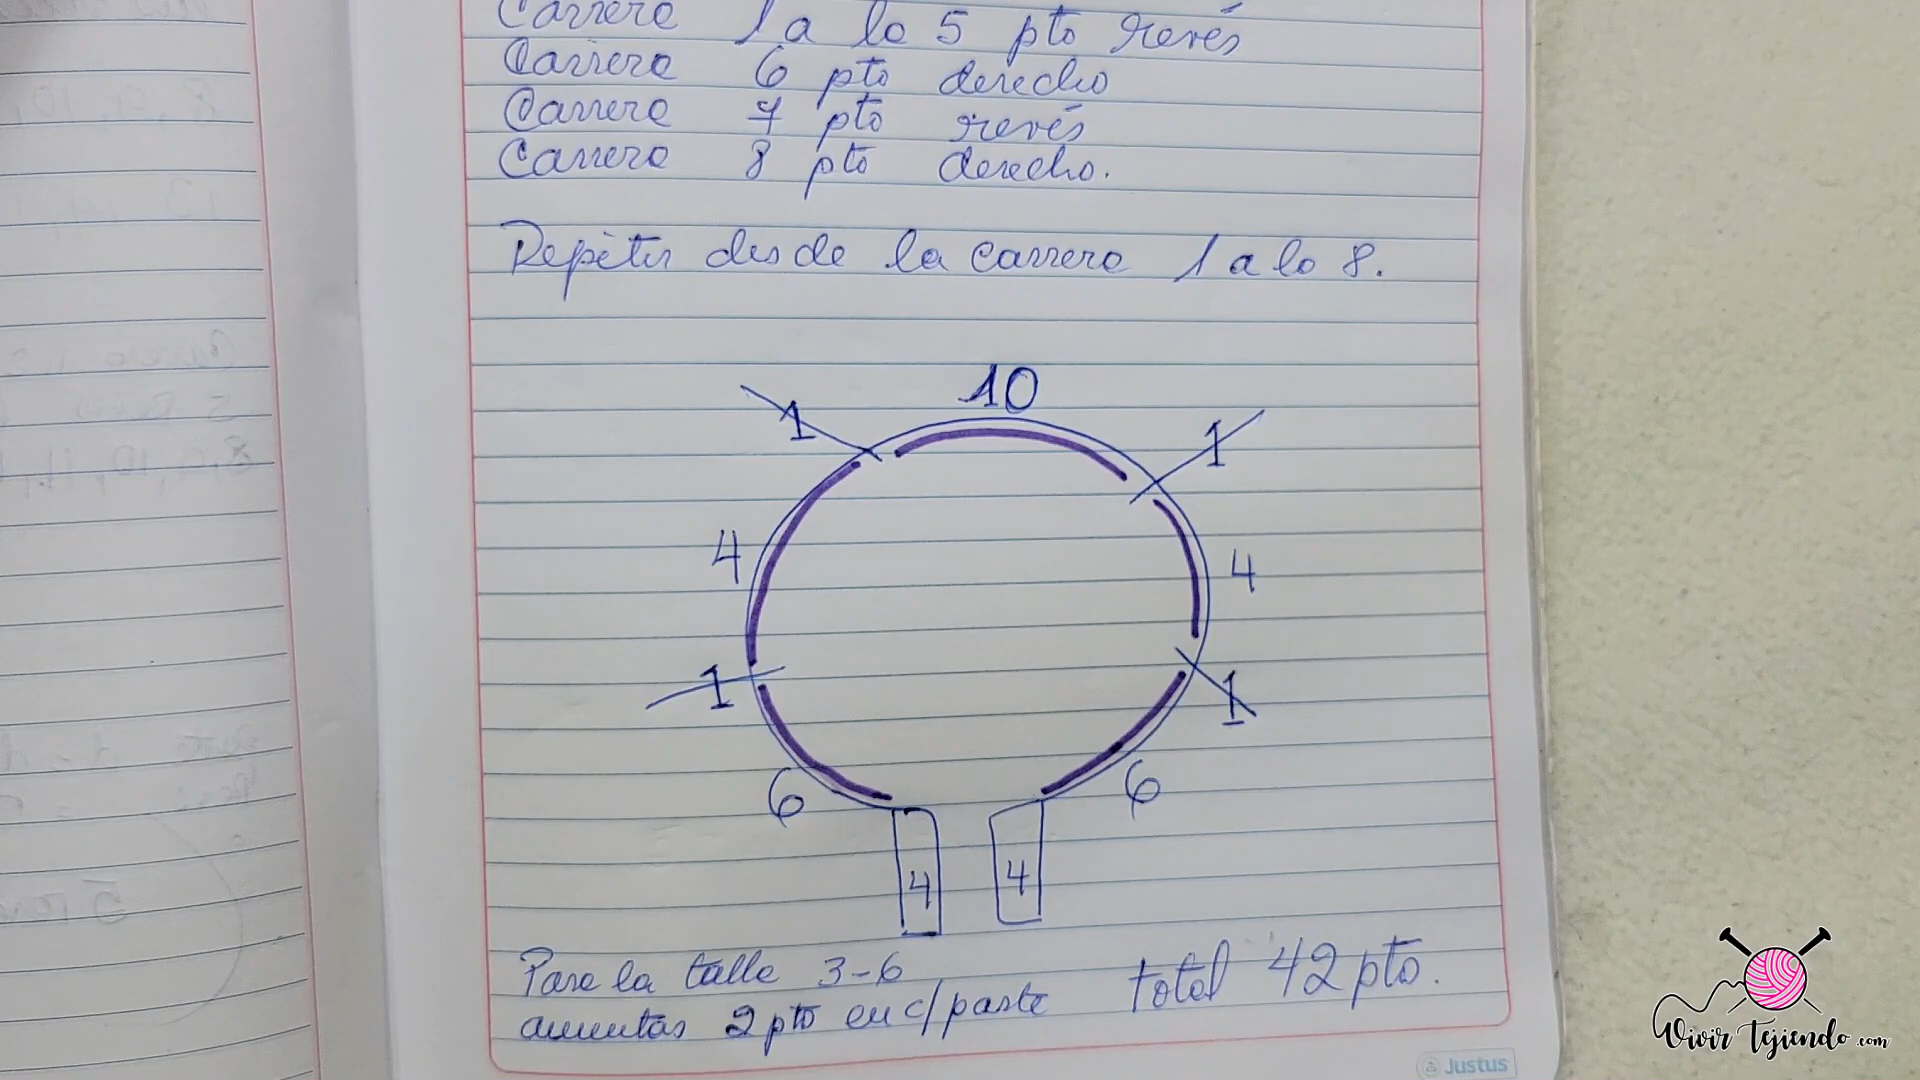 Carrera 1 a la 5 pto revés
Carrera 6 pto derecho
Carrera 7 pto revés
Carrera 8 pto derecho.
Repetir desde la carrera 1 a la 8.
10
1
1
4
4
1
1
6
6
4
4
Para la talla 3-6
aumentas 2 pto en c/parte
total 42 pto.
Vivir Tejiendo.com
Justus